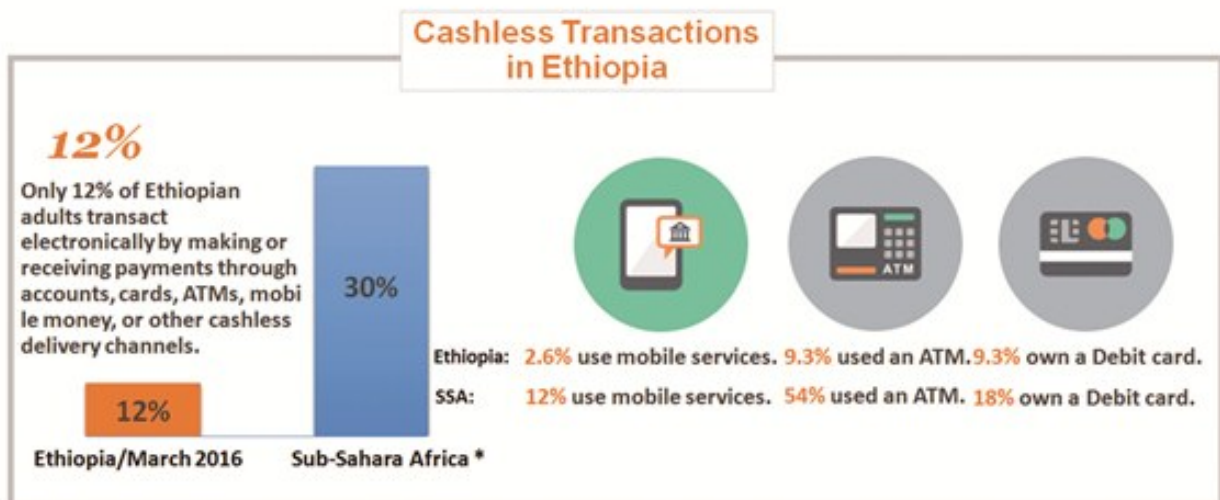 Cashless Transactions
in Ethiopia
12%
Only 12% of Ethiopian
adults transact
electronically by making or
receiving payments through
accounts, cards, ATMs, mobi
le money, or other cashless
delivery channels.
12%
30%
Ethiopia/March 2016
Sub-Sahara Africa *
ATM
Ethiopia: 2.6% use mobile services. 9.3% used an ATM. 9.3% own a Debit card.
SSA: 12% use mobile services. 54% used an ATM. 18% own a Debit card.